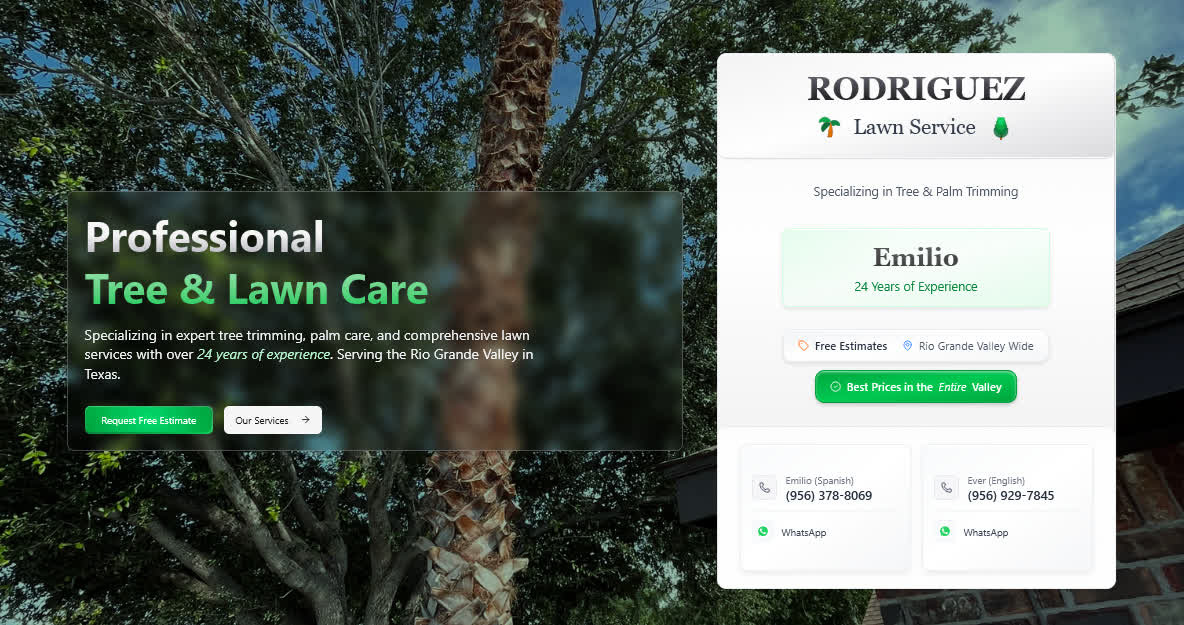 Professional
Tree & Lawn Care
Specializing in expert tree trimming, palm care, and comprehensive lawn
services with over 24 years of experience. Serving the Rio Grande Valley in
Texas.
Request Free Estimate
Our Services →
RODRIGUEZ
Lawn Service
Specializing in Tree & Palm Trimming
Emilio
24 Years of Experience
Free Estimates
Rio Grande Valley Wide
Best Prices in the Entire Valley
Emilio (Spanish)
(956) 378-8069
WhatsApp
Ever (English)
(956) 929-7845
WhatsApp